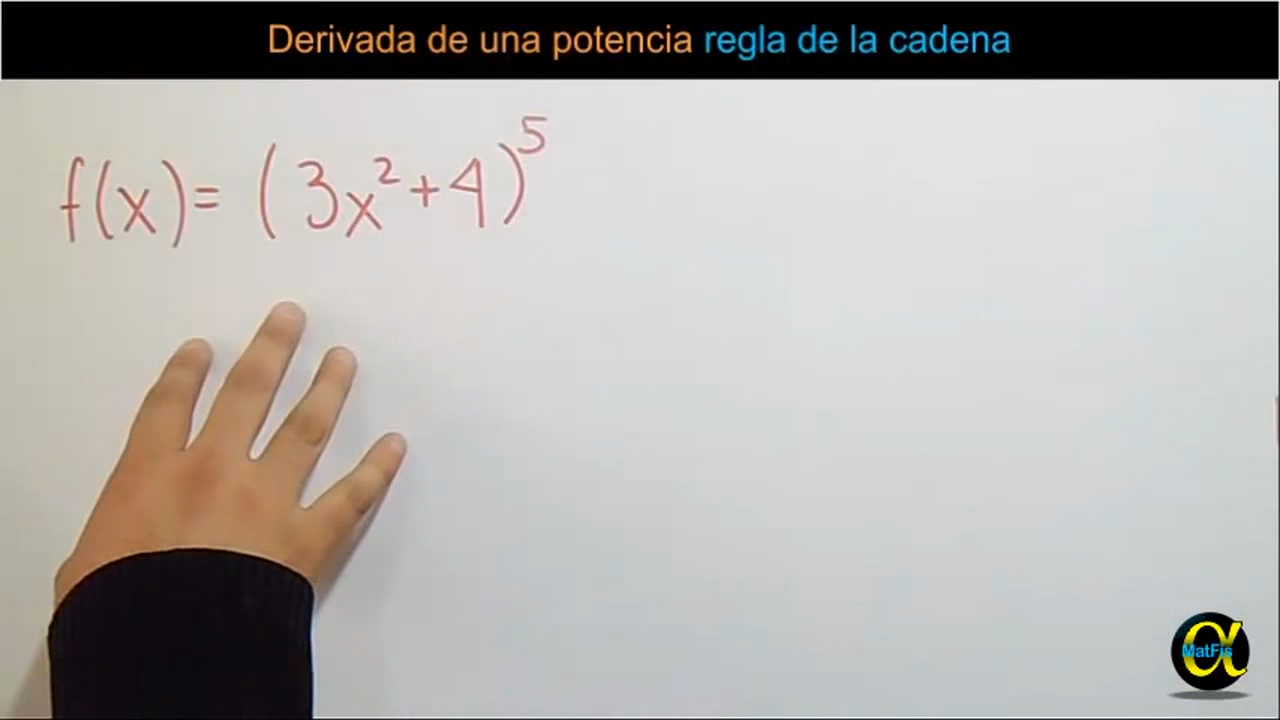 Derivada de una potencia regla de la cadena
f(x) = (3x² + 4)⁵
α
MatFis